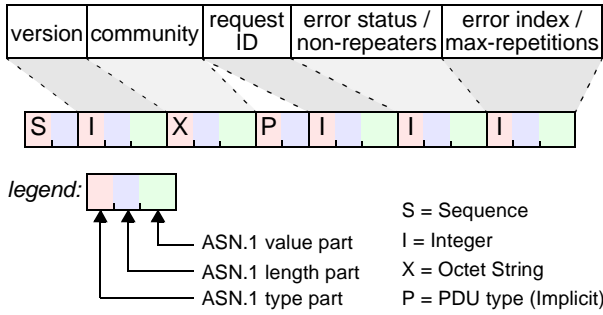 version community request ID error status / non-repeaters error index / max-repetitions
S I X P I I I
legend:
ASN.1 value part
ASN.1 length part
ASN.1 type part
S = Sequence
I = Integer
X = Octet String
P = PDU type (Implicit)